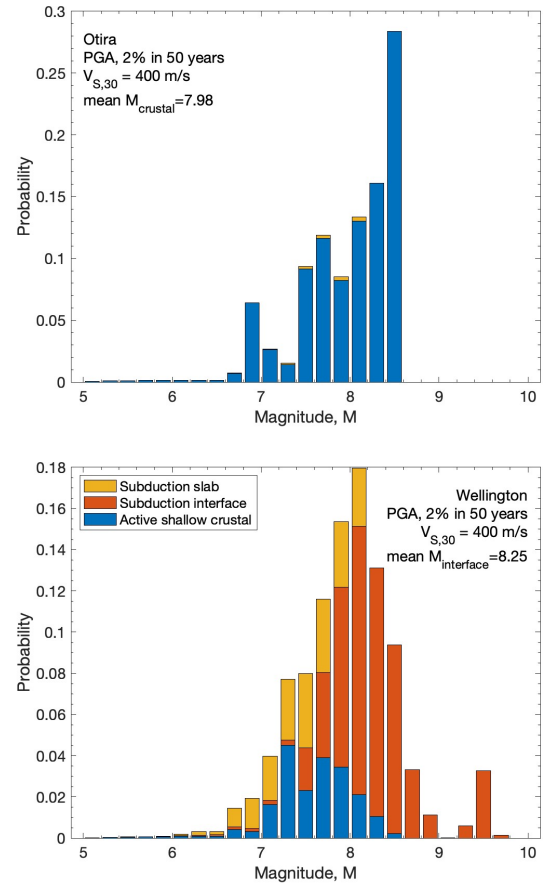 0.3
0.25
0.2
0.15
0.1
0.05
0
Probability
Otira
PGA, 2% in 50 years
V_S,30 = 400 m/s
mean M_crustal=7.98
5 6 7 8 9 10
Magnitude, M
0.18
0.16
0.14
0.12
0.1
0.08
0.06
0.04
0.02
0
Probability
Subduction slab
Subduction interface
Active shallow crustal
Wellington
PGA, 2% in 50 years
V_S,30 = 400 m/s
mean M_interface=8.25
5 6 7 8 9 10
Magnitude, M